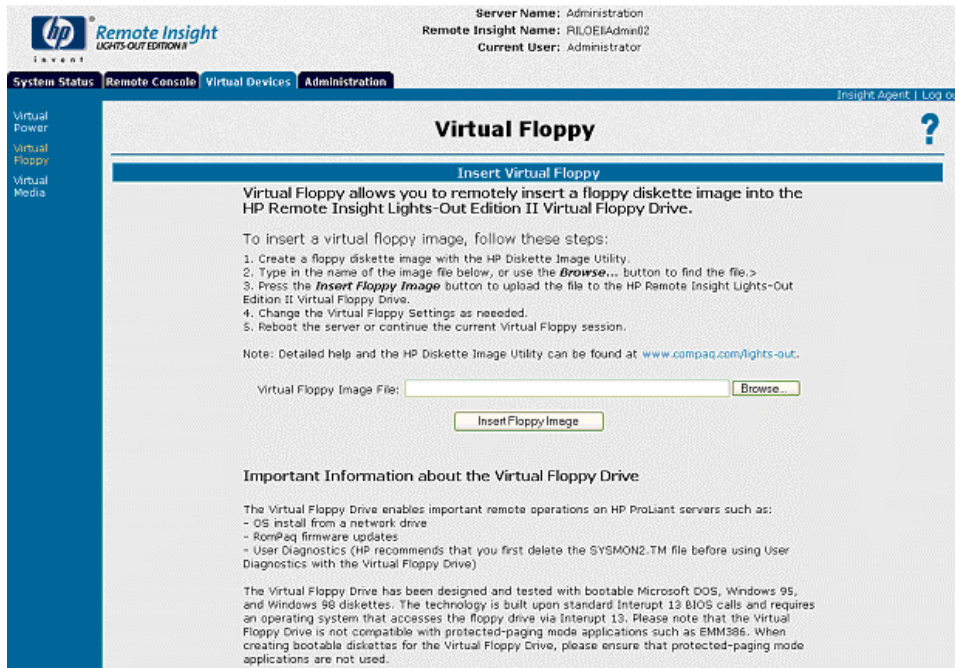 Server Name: Administration
Remote Insight Name: RILOEIIAdmin02
Current User: Administrator
hp
invent
Remote Insight
LIGHTS-OUT EDITION II
System Status
Remote Console
Virtual Devices
Administration
Insight Agent | Log ou
Virtual
Power
Virtual
Floppy
Virtual
Media
Virtual Floppy
?
Insert Virtual Floppy
Virtual Floppy allows you to remotely insert a floppy diskette image into the
HP Remote Insight Lights-Out Edition II Virtual Floppy Drive.
To insert a virtual floppy image, follow these steps:
1. Create a floppy diskette image with the HP Diskette Image Utility.
2. Type in the name of the image file below, or use the Browse... button to find the file.>
3. Press the Insert Floppy Image button to upload the file to the HP Remote Insight Lights-Out
Edition II Virtual Floppy Drive.
4. Change the Virtual Floppy Settings as neeeded.
5. Reboot the server or continue the current Virtual Floppy session.
Note: Detailed help and the HP Diskette Image Utility can be found at www.compaq.com/lights-out.
Virtual Floppy Image File:
Browse...
Insert Floppy Image
Important Information about the Virtual Floppy Drive
The Virtual Floppy Drive enables important remote operations on HP ProLiant servers such as:
- OS install from a network drive
- RomPaq firmware updates
- User Diagnostics (HP recommends that you first delete the SYSMON2.TM file before using User
Diagnostics with the Virtual Floppy Drive)
The Virtual Floppy Drive has been designed and tested with bootable Microsoft DOS, Windows 95,
and Windows 98 diskettes. The technology is built upon standard Interupt 13 BIOS calls and requires
an operating system that accesses the floppy drive via Interupt 13. Please note that the Virtual
Floppy Drive is not compatible with protected-paging mode applications such as EMM386. When
creating bootable diskettes for the Virtual Floppy Drive, please ensure that protected-paging mode
applications are not used.